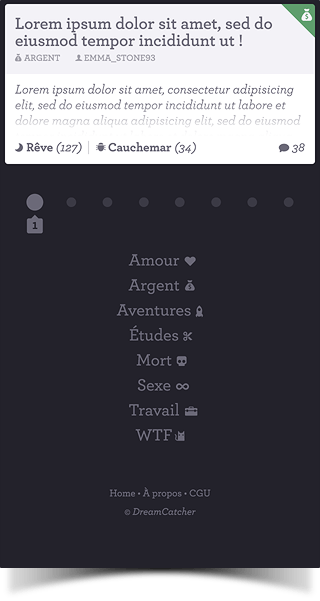 Lorem ipsum dolor sit amet, sed do
eiusmod tempor incididunt ut !
ARGENT EMMA_STONE93
Lorem ipsum dolor sit amet, consectetur adipisicing
elit, sed do eiusmod tempor incididunt ut labore et
dolore magna aliqua adipisicing elit, sed do eiusmod
Rêve (127) Cauchemar (34) 38
1
Amour
Argent
Aventures
Études
Mort
Sexe
Travail
WTF
Home • À propos • CGU
© DreamCatcher